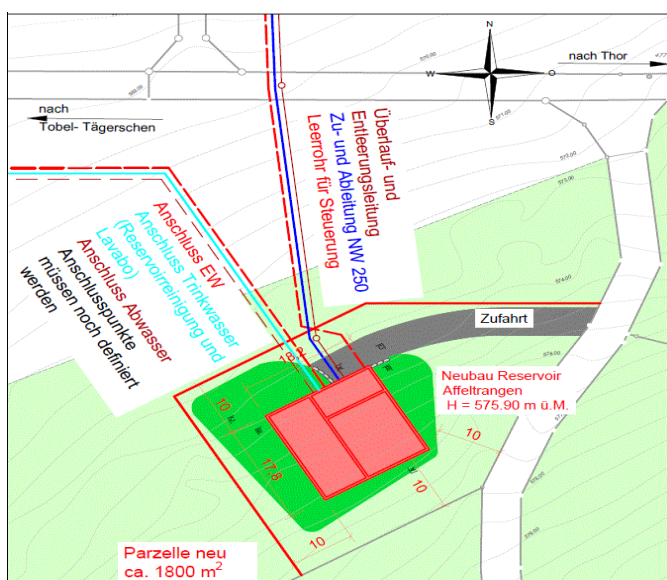 N
W
O
S
nach Thor
nach
Tobel- Tägerschen
Überlauf- und
Entleerungsleitung
Zu- und Ableitung NW 250
Leerrohr für Steuerung
Anschluss EW
Anschluss Trinkwasser
(Reservoirreinigung und
Lavabo)
Anschluss Abwasser
Anschlusspunkte
müssen noch definiert
werden
Zufahrt
Neubau Reservoir
Affeltrangen
H = 575.90 m ü.M.
18.2
10
17.8
10
10
10
Parzelle neu
ca. 1800 m²